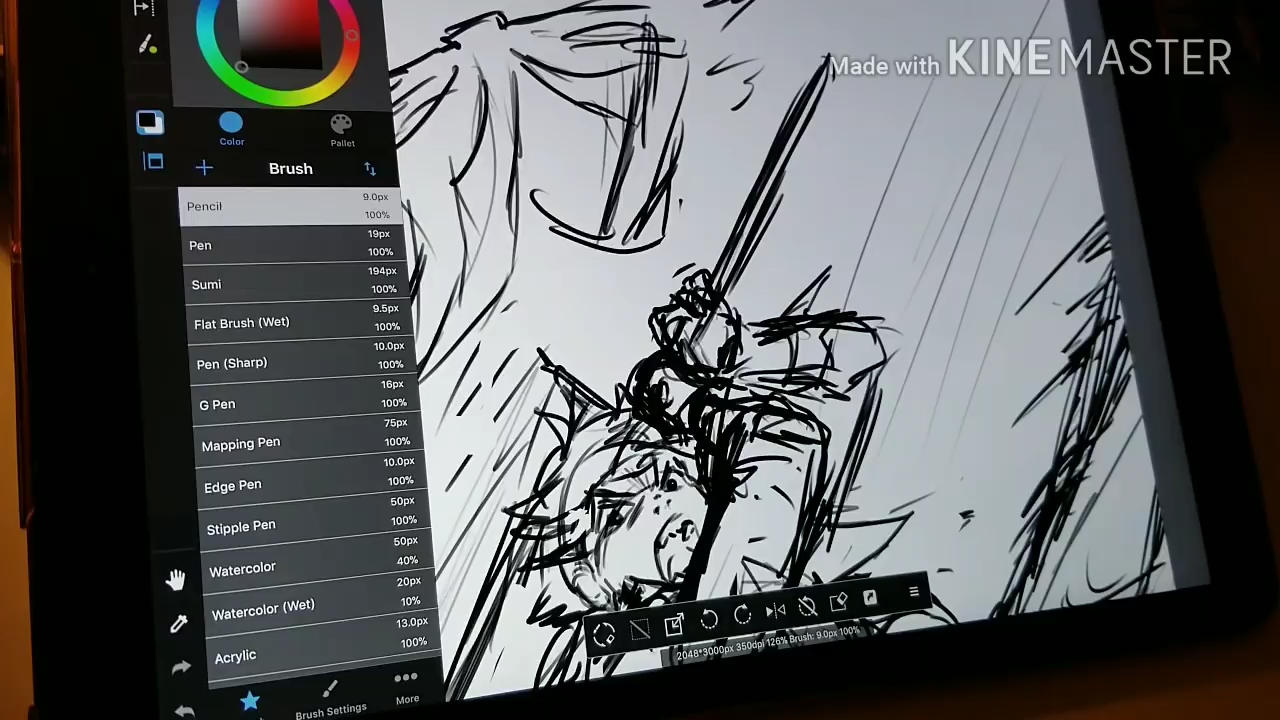 Made with KINEMASTER
Color
Pallet
Brush
Pencil 9.0px 100%
Pen 19px 100%
Sumi 194px 100%
Flat Brush (Wet) 9.5px 100%
Pen (Sharp) 10.0px 100%
G Pen 16px 100%
Mapping Pen 75px 100%
Edge Pen 10.0px 100%
Stipple Pen 50px 100%
Watercolor 50px 40%
Watercolor (Wet) 20px 10%
Acrylic 13.0px 100%
Brush Settings
More
2048*3000px 350dpi 126% Brush: 9.0px 100%